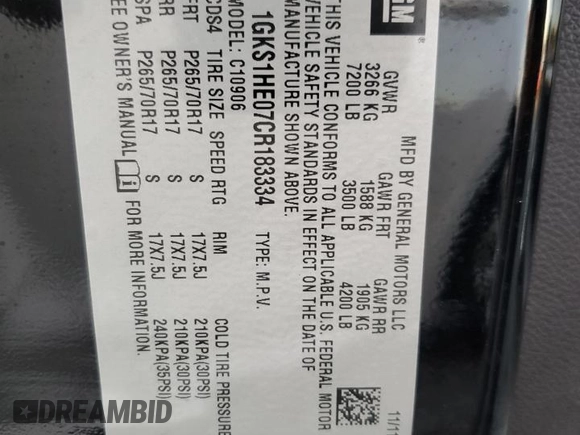 GM
®
MFD BY GENERAL MOTORS LLC
11/1
GVWR GAWR FRT GAWR RR
3266 KG 1588 KG 1905 KG
7200 LB 3500 LB 4200 LB
THIS VEHICLE CONFORMS TO ALL APPLICABLE U.S. FEDERAL MOTOR
VEHICLE SAFETY STANDARDS IN EFFECT ON THE DATE OF
MANUFACTURE SHOWN ABOVE.
1GKS1HE07CR183334 TYPE: M.P.V.
MODEL: C10906
CDS4 TIRE SIZE SPEED RTG RIM COLD TIRE PRESSURE
FRT P265/70R17 S 17X7.5J 210KPA(30PSI)
RR P265/70R17 S 17X7.5J 210KPA(30PSI)
SPA P265/70R17 S 17X7.5J 240KPA(35PSI)
SEE OWNER'S MANUAL FOR MORE INFORMATION.
DREAMBID